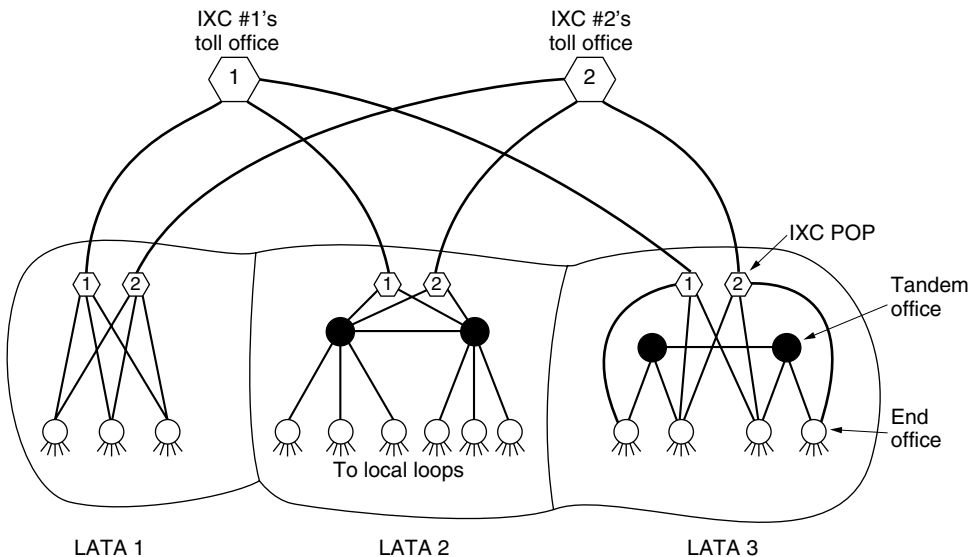 IXC #1's
toll office
IXC #2's
toll office
1
2
IXC POP
1
2
1
2
1
2
Tandem
office
End
office
To local loops
LATA 1
LATA 2
LATA 3